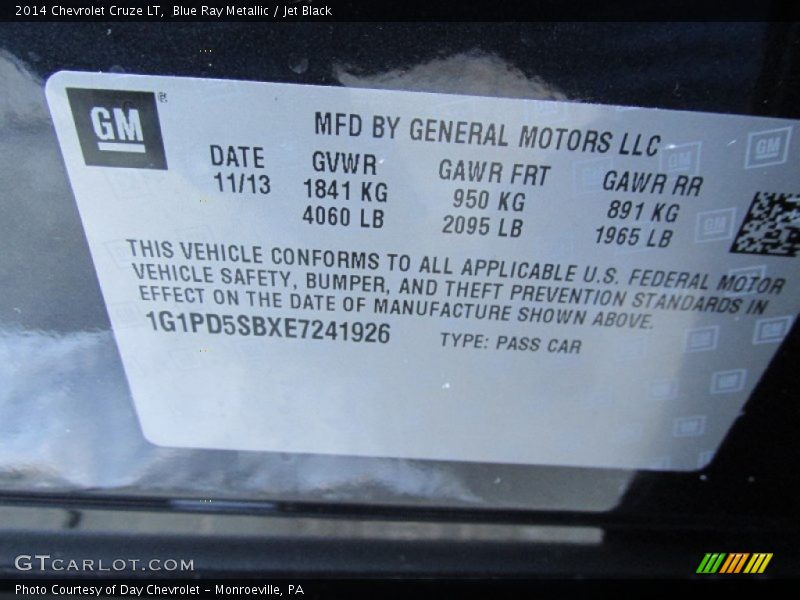 2014 Chevrolet Cruze LT, Blue Ray Metallic / Jet Black
GM ®
MFD BY GENERAL MOTORS LLC
DATE GVWR GAWR FRT GAWR RR
11/13 1841 KG 950 KG 891 KG
4060 LB 2095 LB 1965 LB
THIS VEHICLE CONFORMS TO ALL APPLICABLE U.S. FEDERAL MOTOR
VEHICLE SAFETY, BUMPER, AND THEFT PREVENTION STANDARDS IN
EFFECT ON THE DATE OF MANUFACTURE SHOWN ABOVE.
1G1PD5SBXE7241926 TYPE: PASS CAR
GTCARLOT.COM
Photo Courtesy of Day Chevrolet - Monroeville, PA